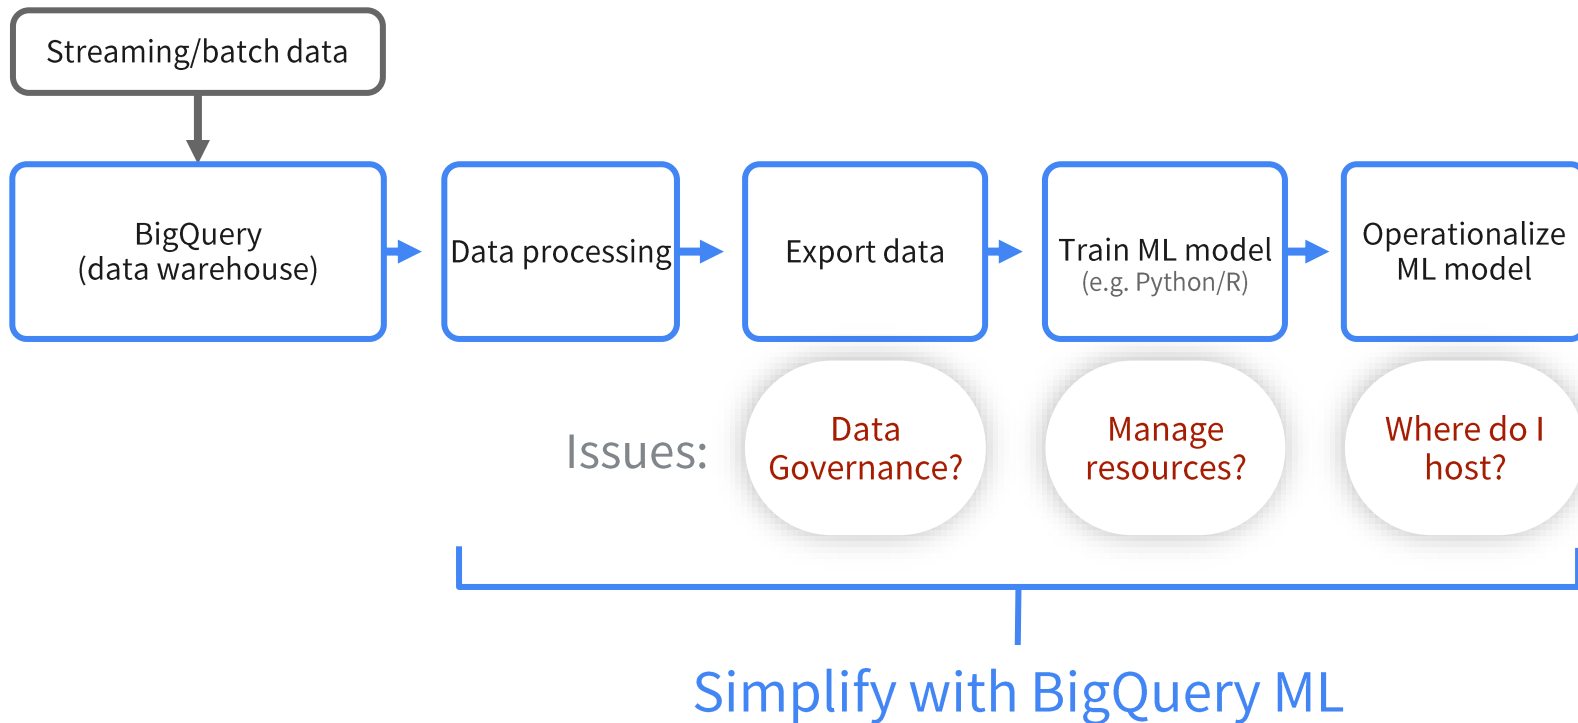 Streaming/batch data
BigQuery
(data warehouse)
Data processing
Export data
Train ML model
(e.g. Python/R)
Operationalize
ML model
Issues:
Data
Governance?
Manage
resources?
Where do I
host?
Simplify with BigQuery ML